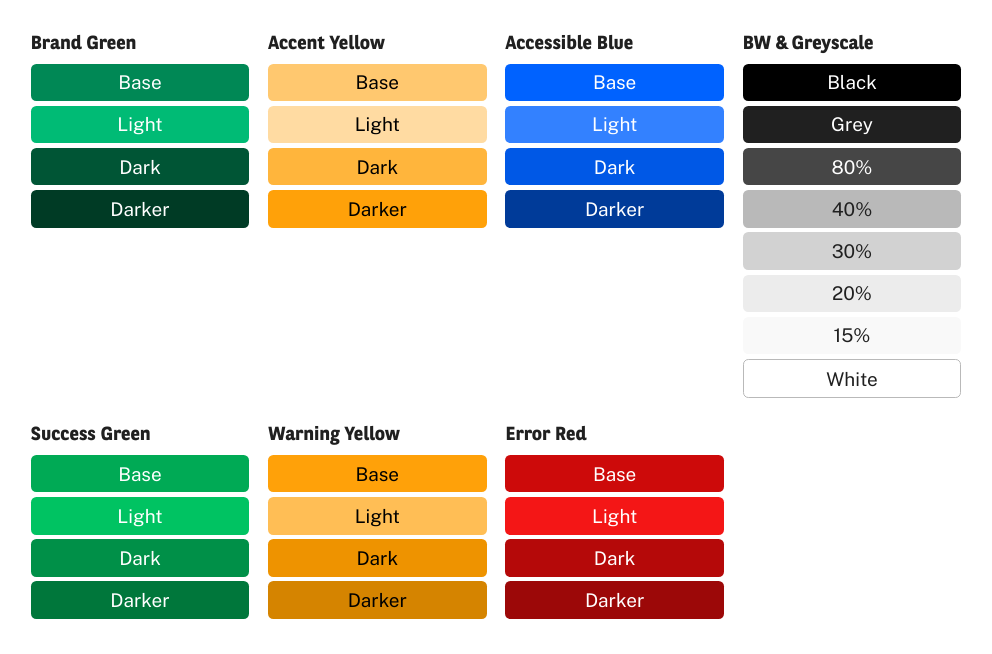 Brand Green
Base
Light
Dark
Darker
Accent Yellow
Base
Light
Dark
Darker
Accessible Blue
Base
Light
Dark
Darker
BW & Greyscale
Black
Grey
80%
40%
30%
20%
15%
White
Success Green
Base
Light
Dark
Darker
Warning Yellow
Base
Light
Dark
Darker
Error Red
Base
Light
Dark
Darker